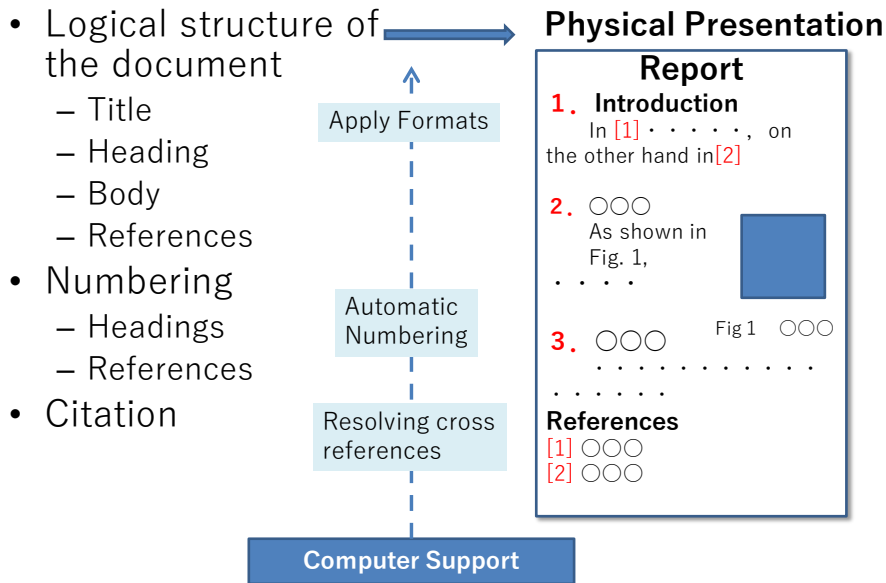 • Logical structure of
the document
– Title
– Heading
– Body
– References
• Numbering
– Headings
– References
• Citation
Apply Formats
Automatic
Numbering
Resolving cross
references
Computer Support
Physical Presentation
Report
1. Introduction
In [1]・・・・・, on
the other hand in[2]
2. ○○○
As shown in
Fig. 1,
・・・・
Fig 1 ○○○
3. ○○○
・・・・・・・・・・・
・・・・・・
References
[1] ○○○
[2] ○○○